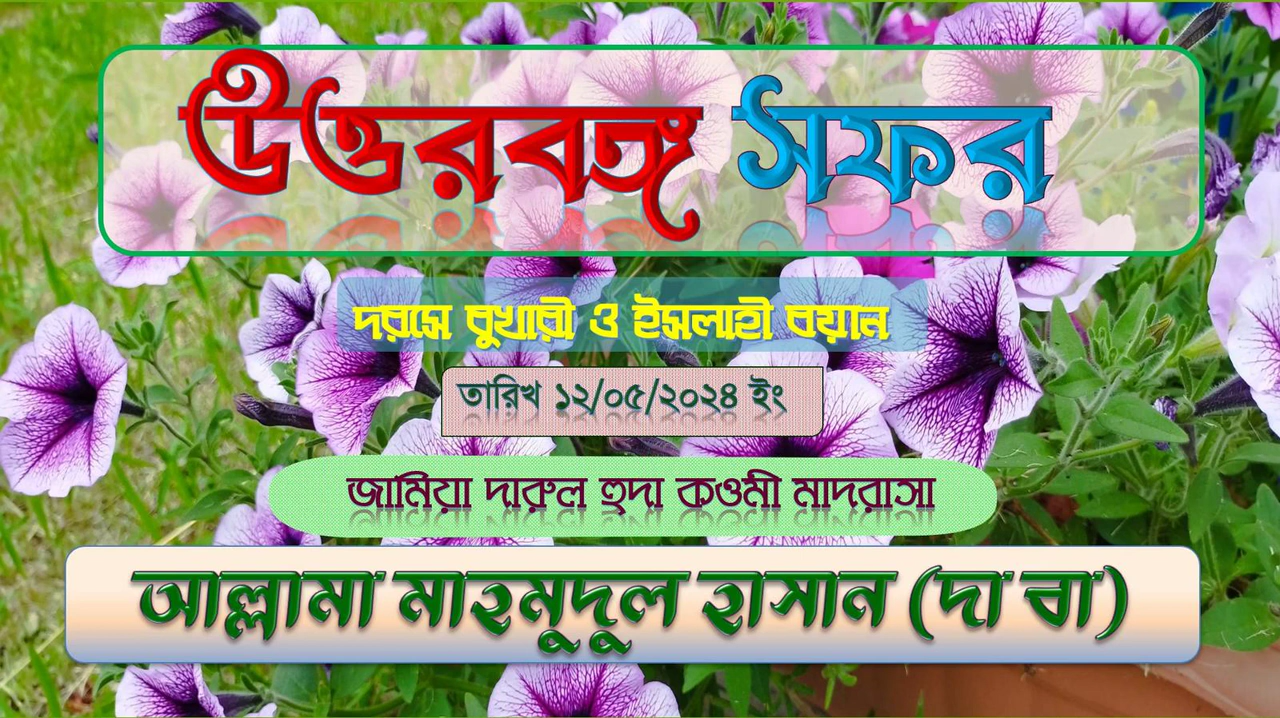 উত্তরবঙ্গ সফর
দরসে বুখারী ও ইসলাহী বয়ান
তারিখ ১২/০৫/২০২৪ ইং
জামিয়া দারুল হুদা কওমী মাদরাসা
আল্লামা মাহমুদুল হাসান (দা বা)